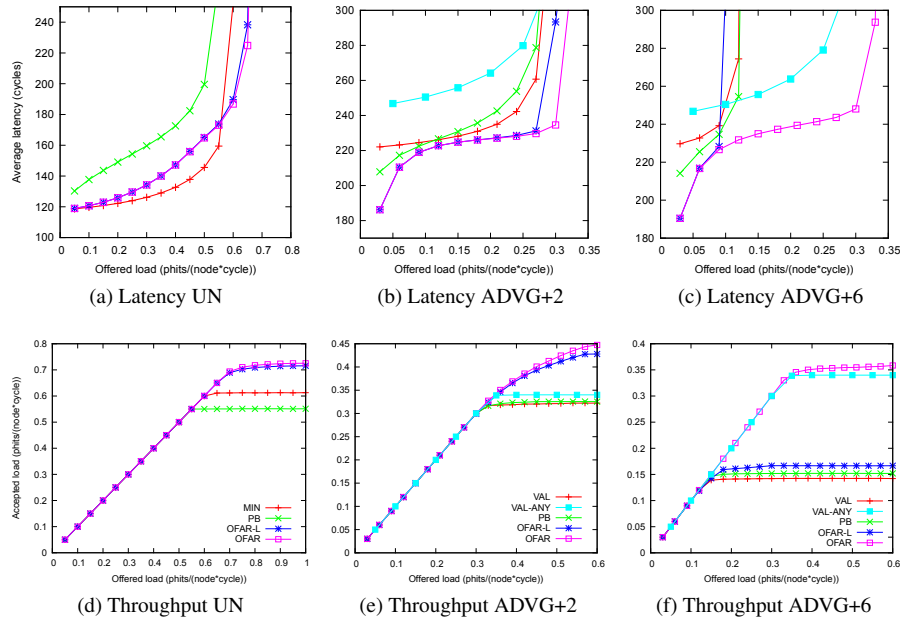 Average latency (cycles)
260
240
220
200
180
160
140
120
100
0 0.1 0.2 0.3 0.4 0.5 0.6 0.7 0.8
Offered load (phits/(node*cycle))
(a) Latency UN
300
280
260
240
220
200
180
0 0.05 0.1 0.15 0.2 0.25 0.3 0.35
Offered load (phits/(node*cycle))
(b) Latency ADVG+2
300
280
260
240
220
200
180
0 0.05 0.1 0.15 0.2 0.25 0.3 0.35
Offered load (phits/(node*cycle))
(c) Latency ADVG+6
Accepted load (phits/(node*cycle))
0.8
0.7
0.6
0.5
0.4
0.3
0.2
0.1
0
0 0.1 0.2 0.3 0.4 0.5 0.6 0.7 0.8 0.9 1
MIN
PB
OFAR-L
OFAR
Offered load (phits/(node*cycle))
(d) Throughput UN
0.45
0.4
0.35
0.3
0.25
0.2
0.15
0.1
0.05
0
0 0.1 0.2 0.3 0.4 0.5 0.6
VAL
VAL-ANY
PB
OFAR-L
OFAR
Offered load (phits/(node*cycle))
(e) Throughput ADVG+2
0.4
0.35
0.3
0.25
0.2
0.15
0.1
0.05
0
0 0.1 0.2 0.3 0.4 0.5 0.6
VAL
VAL-ANY
PB
OFAR-L
OFAR
Offered load (phits/(node*cycle))
(f) Throughput ADVG+6